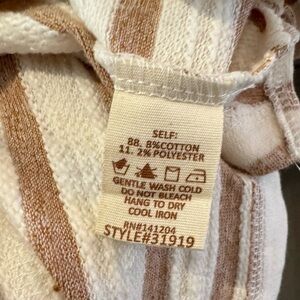 SELF:
88. 8%COTTON
11. 2%POLYESTER
GENTLE WASH COLD
DO NOT BLEACH
HANG TO DRY
COOL IRON
RN#141204
STYLE#31919